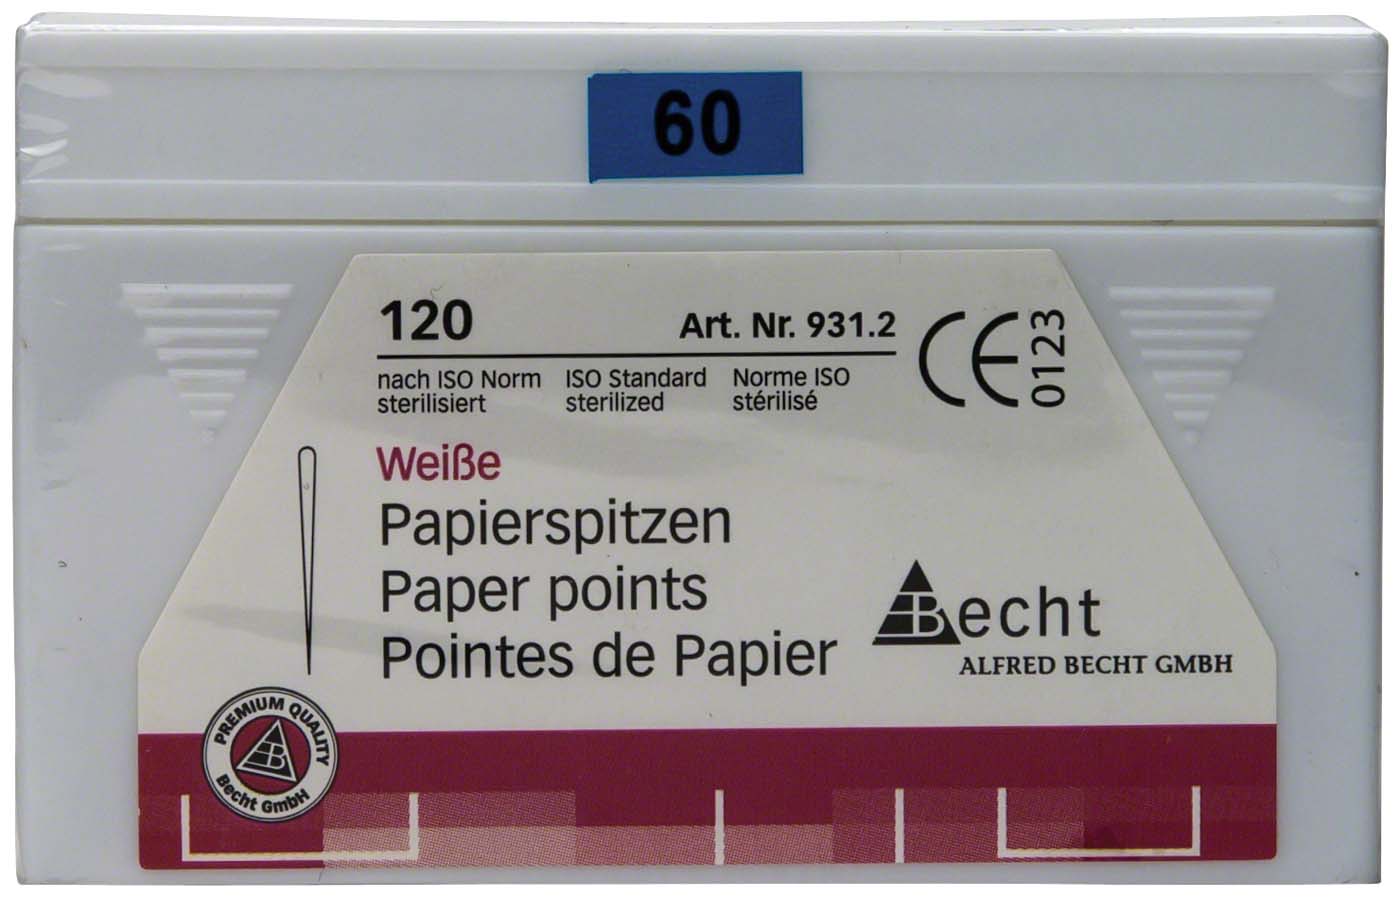 60
120
Art. Nr. 931.2
CE 0123
nach ISO Norm
sterilisiert
ISO Standard
sterilized
Norme ISO
stérilisé
Weiße
Papierspitzen
Paper points
Pointes de Papier
Becht
ALFRED BECHT GMBH
PREMIUM QUALITY
B
Becht GmbH